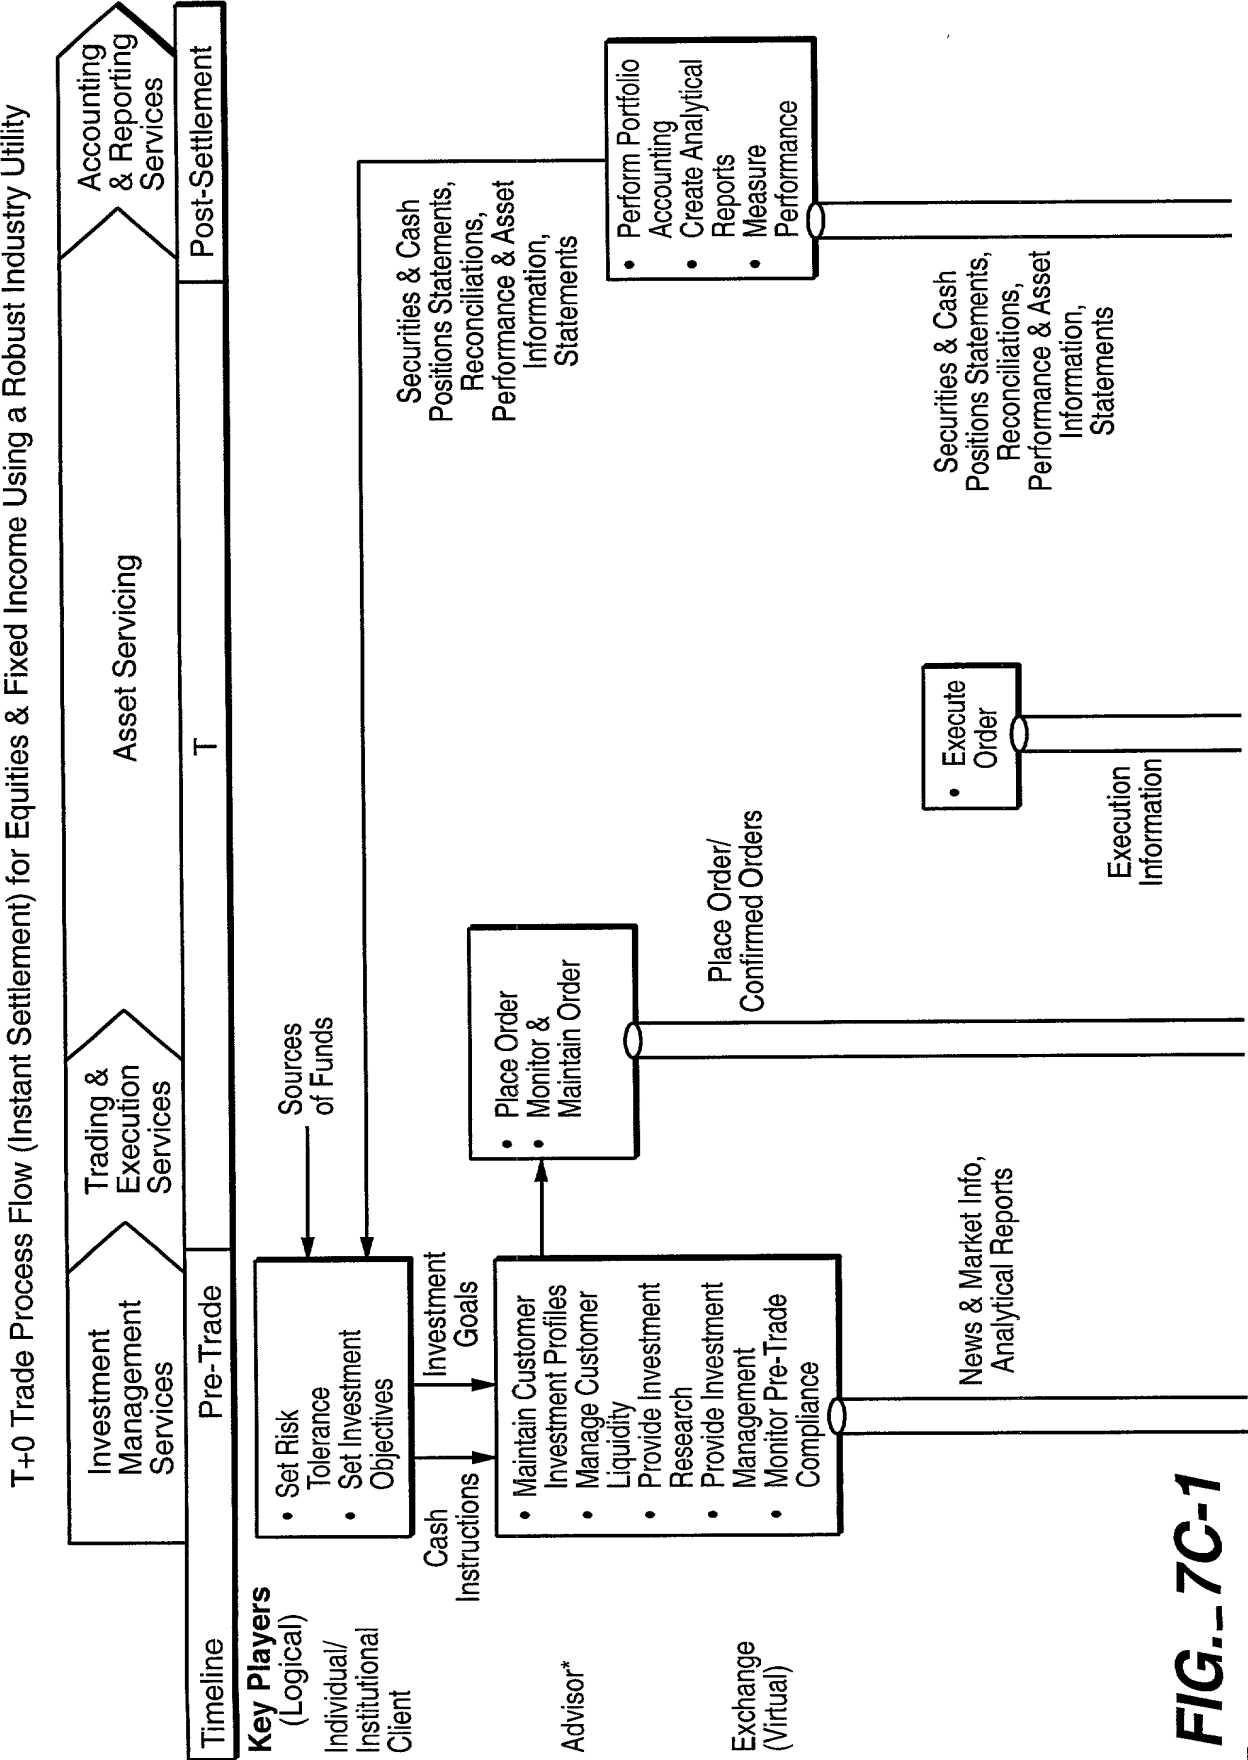 T+0 Trade Process Flow (Instant Settlement) for Equities & Fixed Income Using a Robust Industry Utility
Investment
Management
Services
Trading &
Execution
Services
Asset Servicing
Accounting
& Reporting
Services
Timeline
Pre-Trade
T
Post-Settlement
Key Players
(Logical)
Individual/
Institutional
Client
• Set Risk
Tolerance
• Set Investment
Objectives
Sources
of Funds
Securities & Cash
Positions Statements,
Reconciliations,
Performance & Asset
Information,
Statements
Cash
Instructions
Investment
Goals
Advisor*
• Maintain Customer
Investment Profiles
• Manage Customer
Liquidity
• Provide Investment
Research
• Provide Investment
Management
• Monitor Pre-Trade
Compliance
• Place Order
• Monitor &
Maintain Order
• Perform Portfolio
Accounting
• Create Analytical
Reports
• Measure
Performance
Exchange
(Virtual)
Place Order/
Confirmed Orders
• Execute
Order
News & Market Info,
Analytical Reports
Execution
Information
Securities & Cash
Positions Statements,
Reconciliations,
Performance & Asset
Information,
Statements
FIG._7C-1